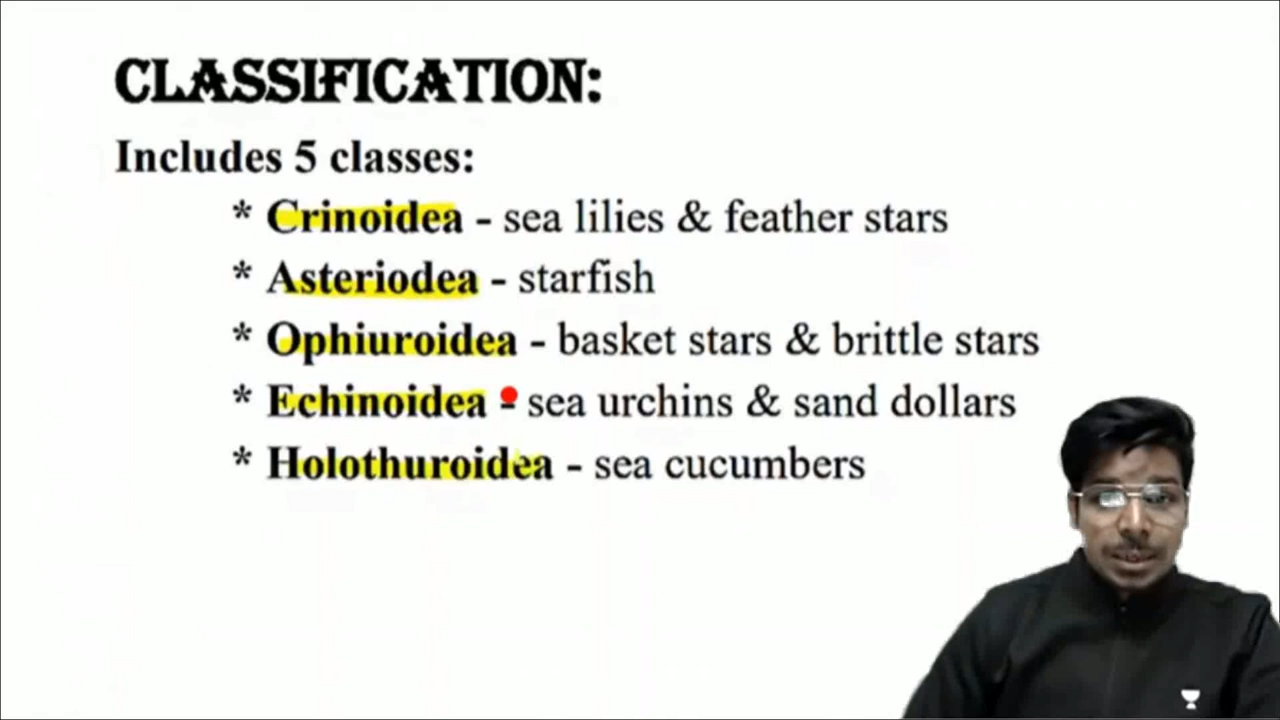 CLASSIFICATION:
Includes 5 classes:
* Crinoidea - sea lilies & feather stars
* Asteriodea - starfish
* Ophiuroidea - basket stars & brittle stars
* Echinoidea - sea urchins & sand dollars
* Holothuroidea - sea cucumbers